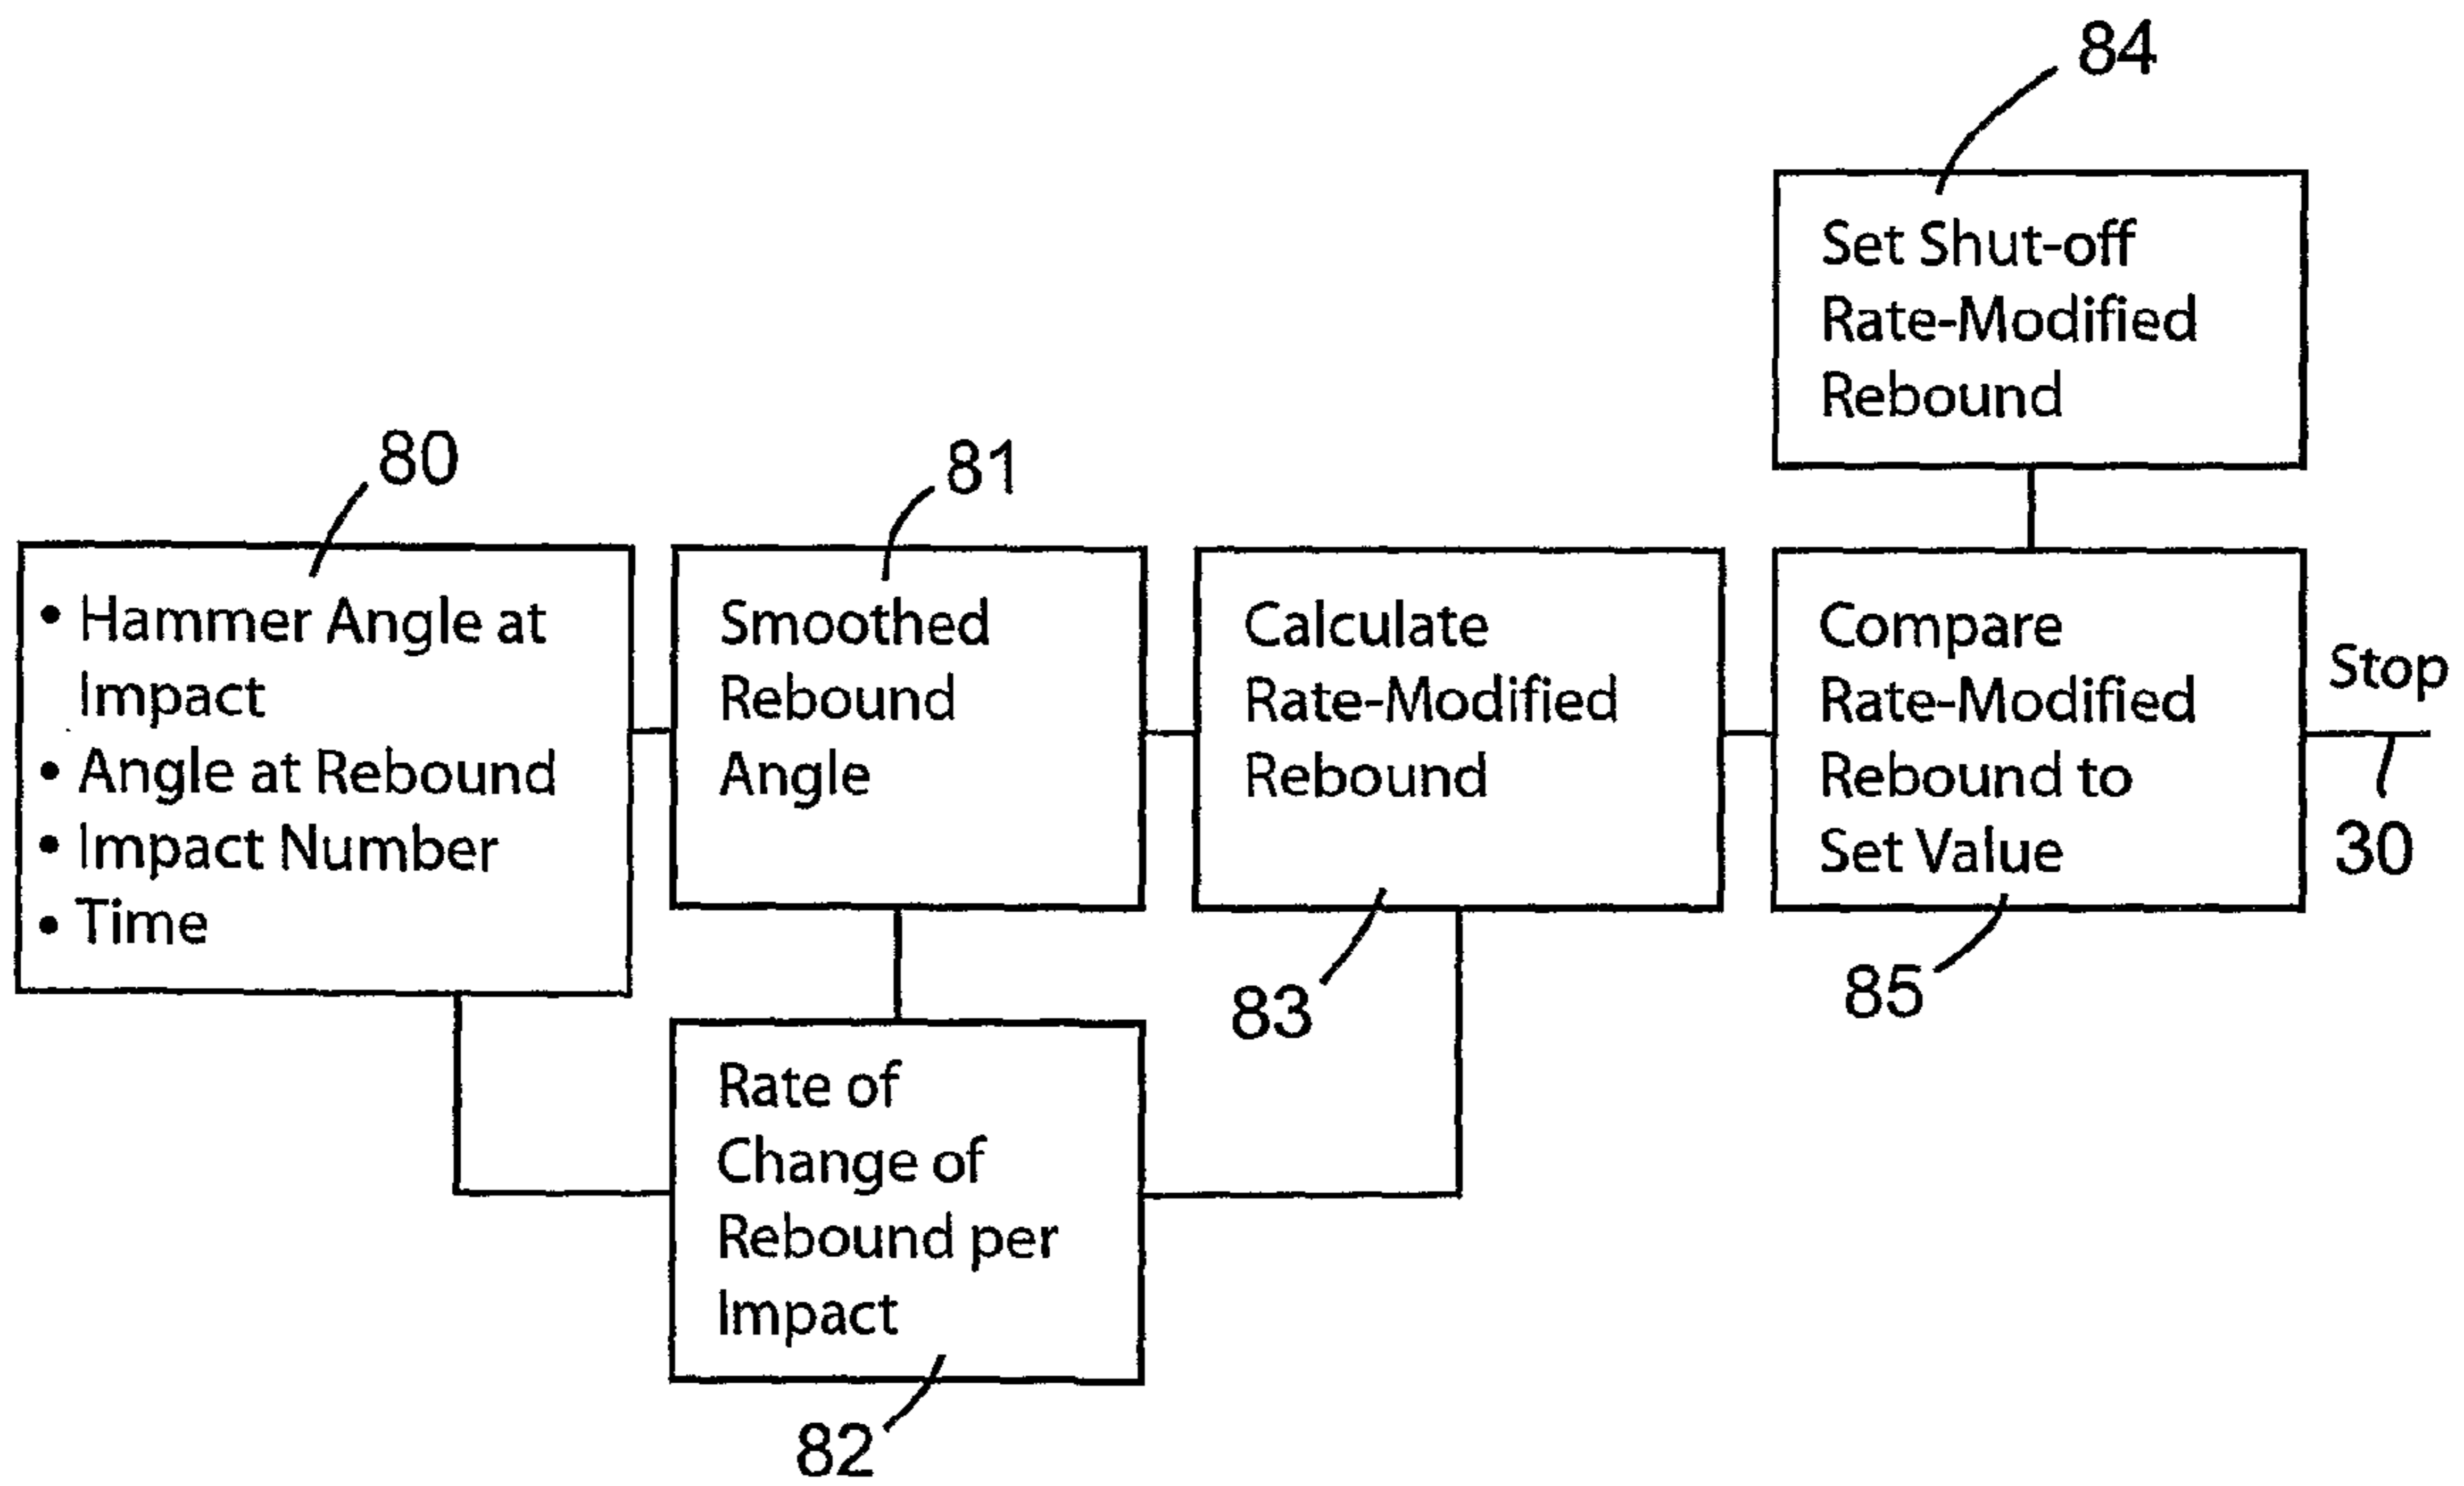 84
Set Shut-off
Rate-Modified
Rebound
80
• Hammer Angle at
Impact
• Angle at Rebound
• Impact Number
• Time
81
Smoothed
Rebound
Angle
Calculate
Rate-Modified
Rebound
83
Compare
Rate-Modified
Rebound to
Set Value
85
Stop
30
Rate of
Change of
Rebound per
Impact
82